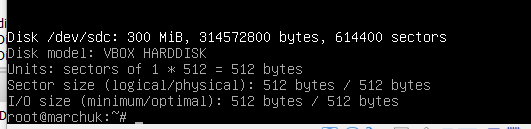 Disk /dev/sdc: 300 MiB, 314572800 bytes, 614400 sectors
Disk model: VBOX HARDDISK
Units: sectors of 1 * 512 = 512 bytes
Sector size (logical/physical): 512 bytes / 512 bytes
I/O size (minimum/optimal): 512 bytes / 512 bytes
root@marchuk:~# _